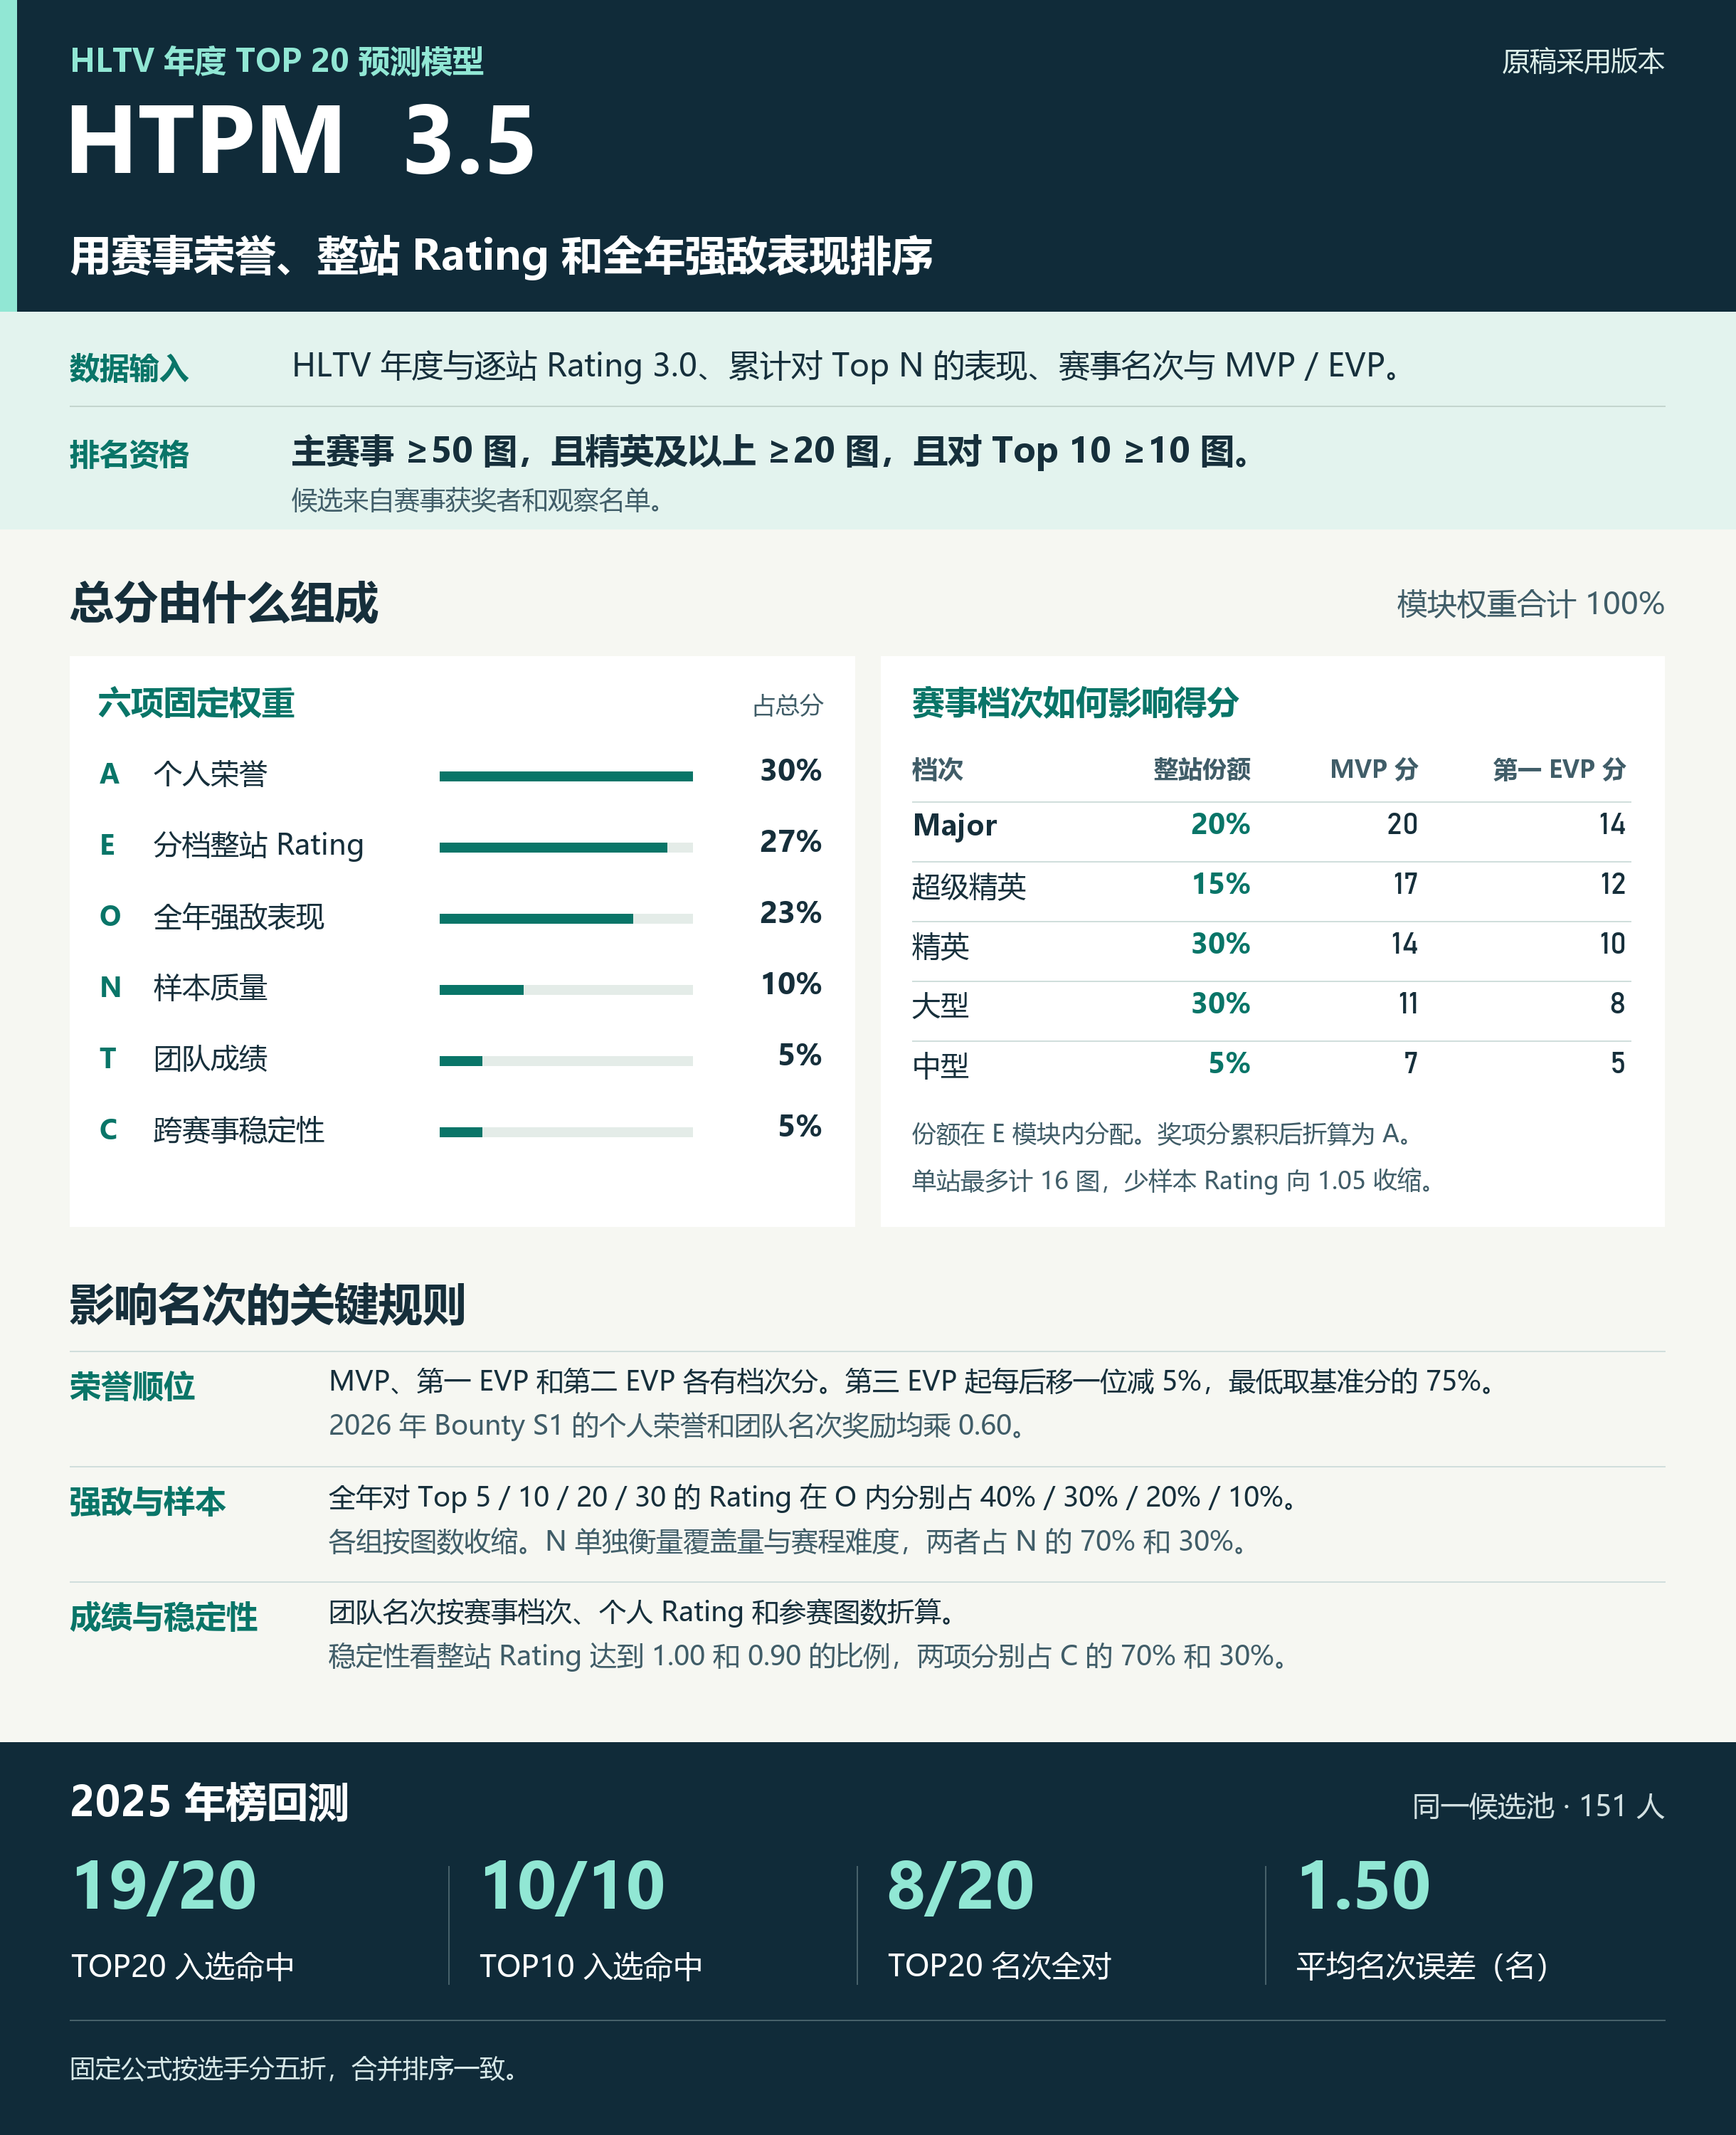 HLTV 年度 TOP 20 预测模型
原稿采用版本
HTPM 3.5
用赛事荣誉、整站 Rating 和全年强敌表现排序
数据输入
HLTV 年度与逐站 Rating 3.0、累计对 Top N 的表现、赛事名次与 MVP / EVP。
排名资格
主赛事 ≥50 图，且精英及以上 ≥20 图，且对 Top 10 ≥10 图。
候选来自赛事获奖者和观察名单。
总分由什么组成
模块权重合计 100%
六项固定权重
占总分
A 个人荣誉 30%
E 分档整站 Rating 27%
O 全年强敌表现 23%
N 样本质量 10%
T 团队成绩 5%
C 跨赛事稳定性 5%
赛事档次如何影响得分
档次 整站份额 MVP 分 第一 EVP 分
Major 20% 20 14
超级精英 15% 17 12
精英 30% 14 10
大型 30% 11 8
中型 5% 7 5
份额在 E 模块内分配。奖项分累积后折算为 A。
单站最多计 16 图，少样本 Rating 向 1.05 收缩。
影响名次的关键规则
荣誉顺位
MVP、第一 EVP 和第二 EVP 各有档次分。第三 EVP 起每后移一位减 5%，最低取基准分的 75%。
2026 年 Bounty S1 的个人荣誉和团队名次奖励均乘 0.60。
强敌与样本
全年对 Top 5 / 10 / 20 / 30 的 Rating 在 O 内分别占 40% / 30% / 20% / 10%。
各组按图数收缩。N 单独衡量覆盖量与赛程难度，两者占 N 的 70% 和 30%。
成绩与稳定性
团队名次按赛事档次、个人 Rating 和参赛图数折算。
稳定性看整站 Rating 达到 1.00 和 0.90 的比例，两项分别占 C 的 70% 和 30%。
2025 年榜回测
同一候选池 · 151 人
19/20
TOP20 入选命中
10/10
TOP10 入选命中
8/20
TOP20 名次全对
1.50
平均名次误差（名）
固定公式按选手分五折，合并排序一致。